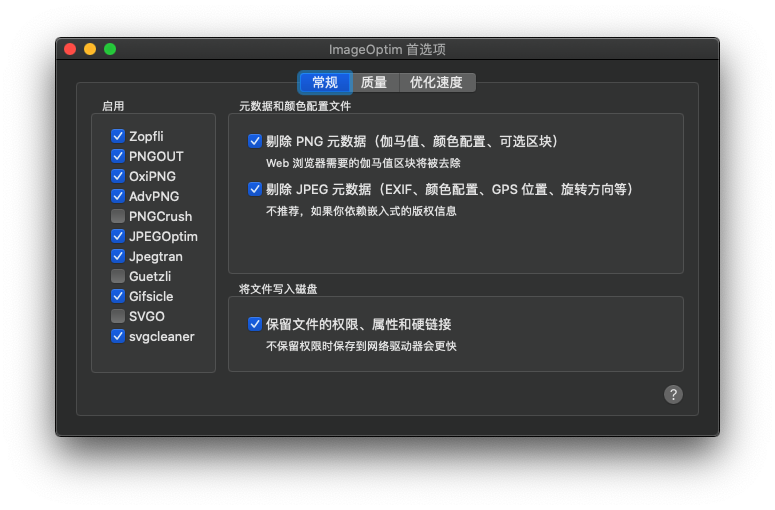 ImageOptim 首选项
常规 质量 优化速度
启用
Zopfli
PNGOUT
OxiPNG
AdvPNG
PNGCrush
JPEGOptim
Jpegtran
Guetzli
Gifsicle
SVGO
svgcleaner
元数据和颜色配置文件
剔除 PNG 元数据（伽马值、颜色配置、可选区块）
Web 浏览器需要的伽马值区块将被去除
剔除 JPEG 元数据（EXIF、颜色配置、GPS 位置、旋转方向等）
不推荐，如果你依赖嵌入式的版权信息
将文件写入磁盘
保留文件的权限、属性和硬链接
不保留权限时保存到网络驱动器会更快
?